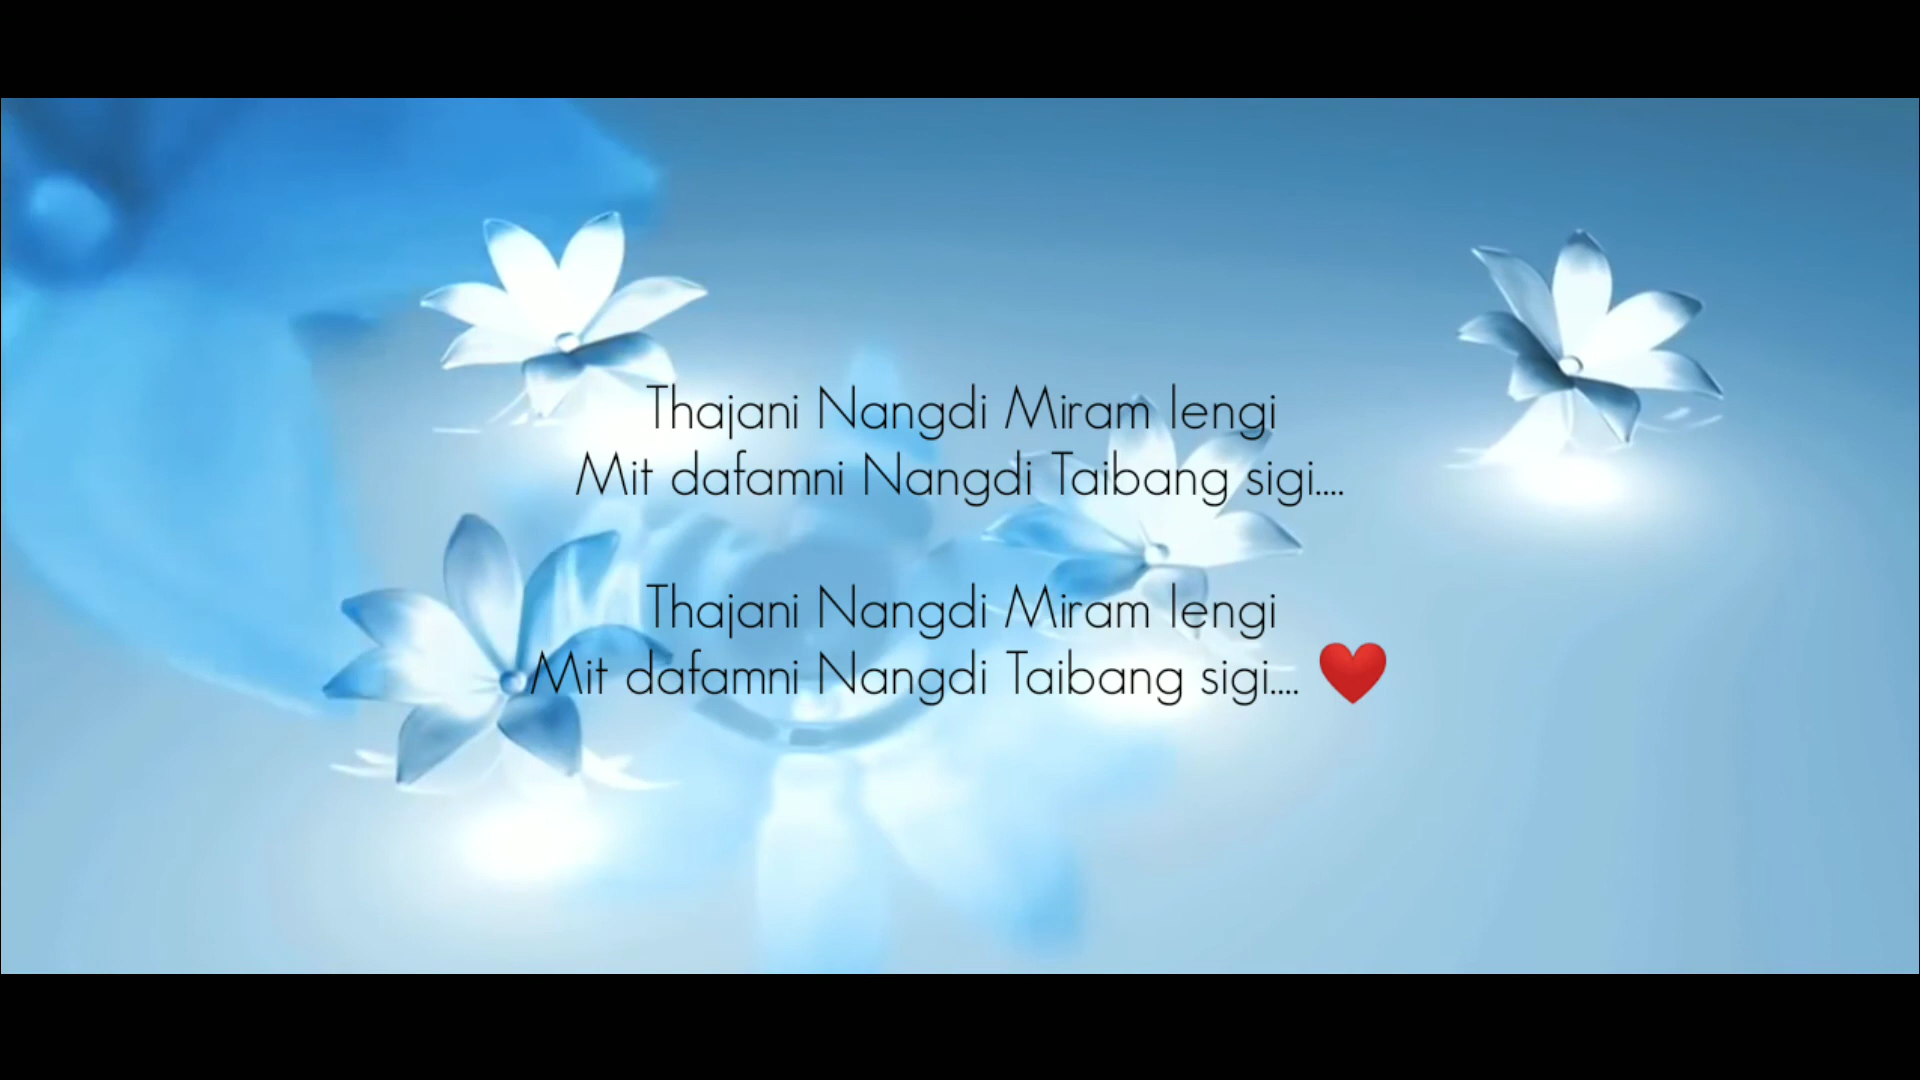 Thajani Nangdi Miram lengi
Mit dafamni Nangdi Taibang sigi....
Thajani Nangdi Miram lengi
Mit dafamni Nangdi Taibang sigi.... ❤️